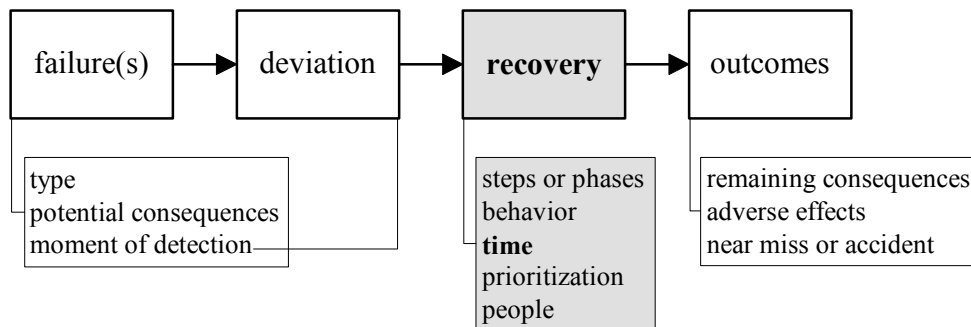 failure(s)
deviation
recovery
outcomes
type
potential consequences
moment of detection
steps or phases
behavior
time
prioritization
people
remaining consequences
adverse effects
near miss or accident